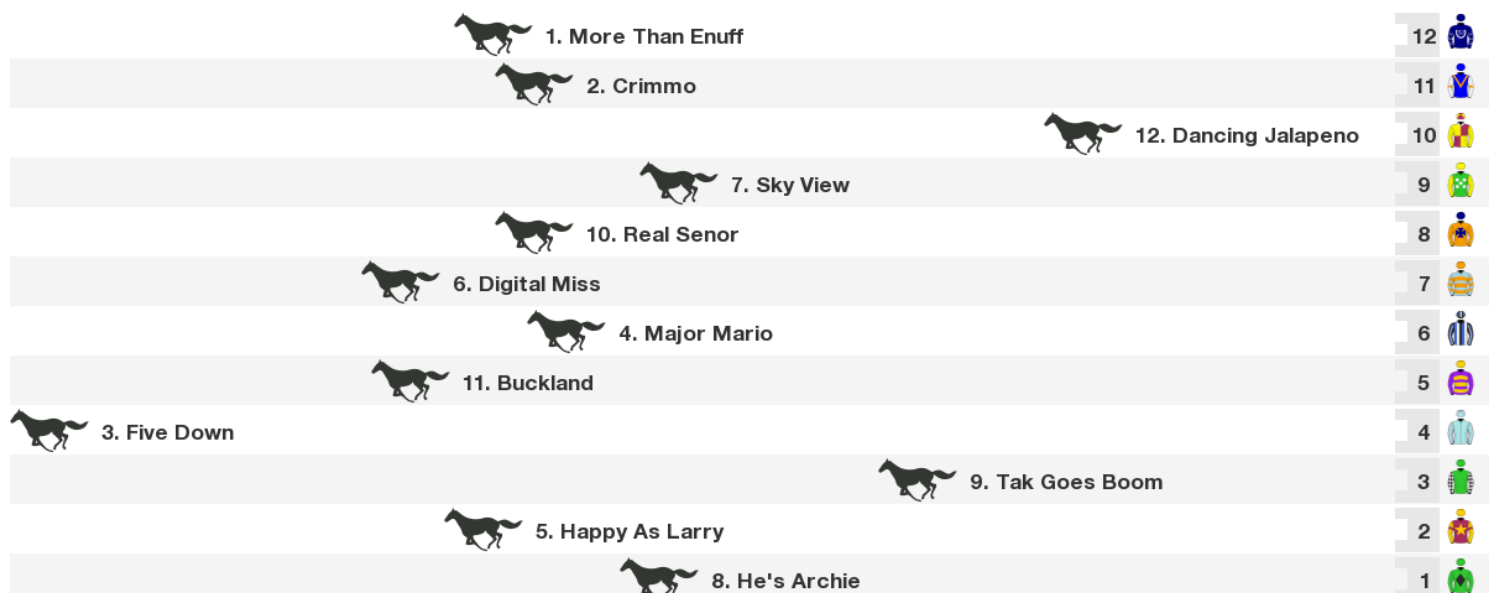 1. More Than Enuff 12
2. Crimmo 11
12. Dancing Jalapeno 10
7. Sky View 9
10. Real Senor 8
6. Digital Miss 7
4. Major Mario 6
11. Buckland 5
3. Five Down 4
9. Tak Goes Boom 3
5. Happy As Larry 2
8. He's Archie 1